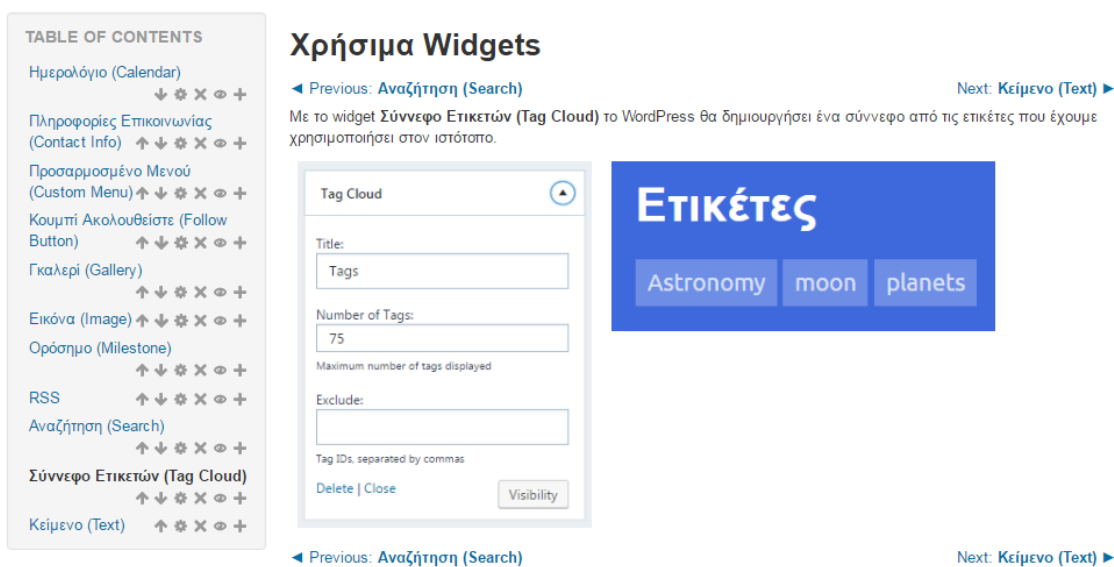 TABLE OF CONTENTS
Ημερολόγιο (Calendar)
Πληροφορίες Επικοινωνίας
(Contact Info)
Προσαρμοσμένο Μενού
(Custom Menu)
Κουμπί Ακολουθείστε (Follow
Button)
Γκαλερί (Gallery)
Εικόνα (Image)
Ορόσημο (Milestone)
RSS
Αναζήτηση (Search)
Σύννεφο Ετικετών (Tag Cloud)
Κείμενο (Text)
Χρήσιμα Widgets
◄ Previous: Αναζήτηση (Search)
Next: Κείμενο (Text) ►
Με το widget Σύννεφο Ετικετών (Tag Cloud) το WordPress θα δημιουργήσει ένα σύννεφο από τις ετικέτες που έχουμε
χρησιμοποιήσει στον ιστότοπο.
Tag Cloud
Title:
Tags
Number of Tags:
75
Maximum number of tags displayed
Exclude:
Tag IDs, separated by commas
Delete | Close
Visibility
Ετικέτες
Astronomy moon planets
◄ Previous: Αναζήτηση (Search)
Next: Κείμενο (Text) ►